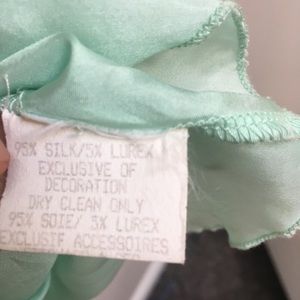 95% SILK/5% LUREX
EXCLUSIVE OF
DECORATION
DRY CLEAN ONLY
95% SOIE/ 5% LUREX
EXCLUSIF ACCESSOIRES